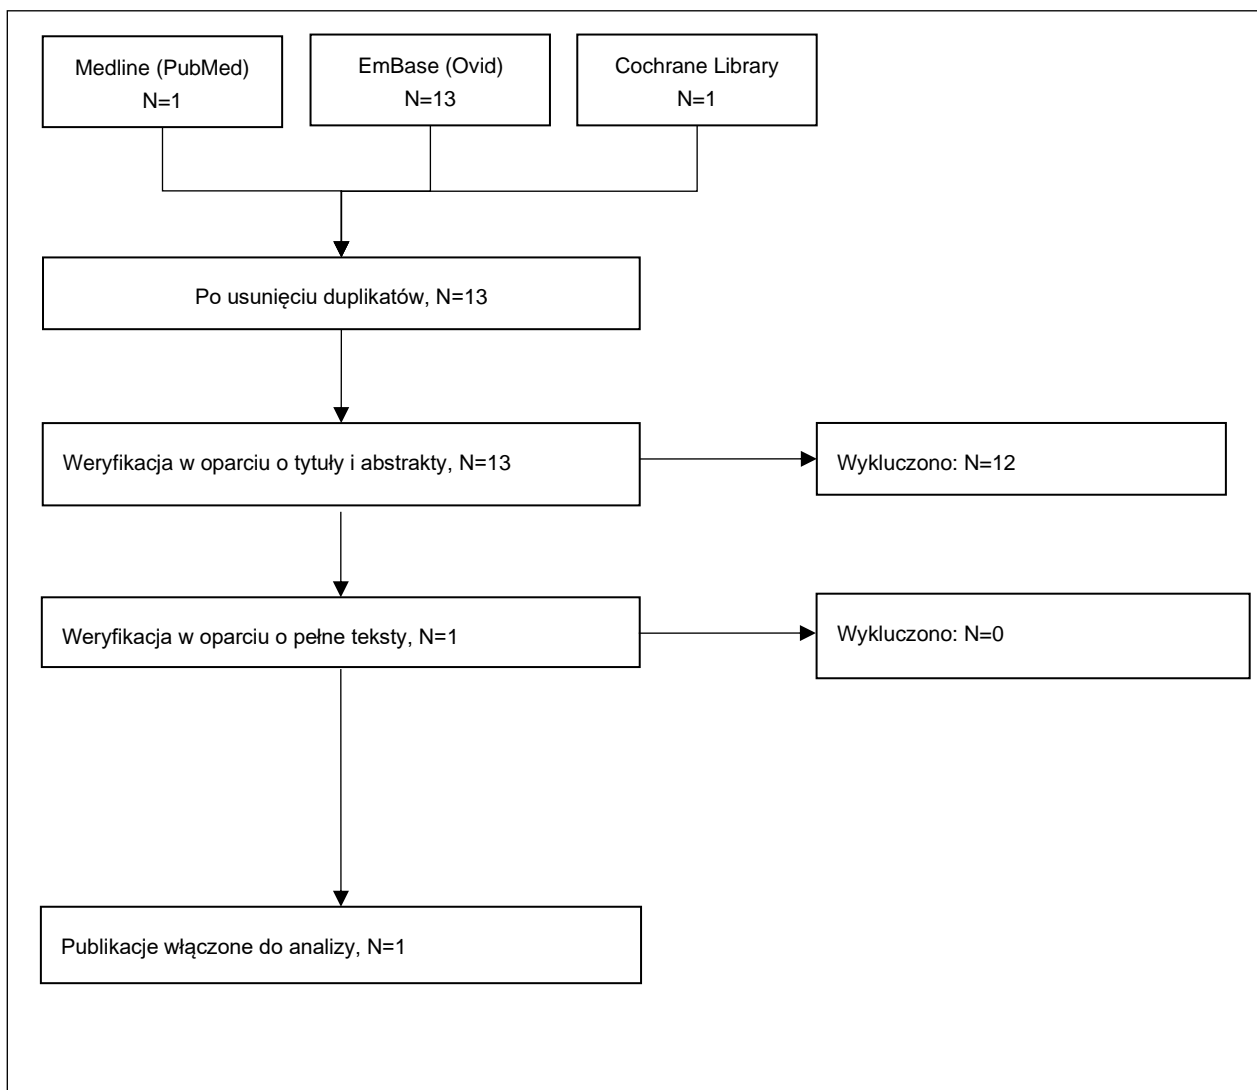 Medline (PubMed)
N=1
EmBase (Ovid)
N=13
Cochrane Library
N=1
Po usunięciu duplikatów, N=13
Weryfikacja w oparciu o tytuły i abstrakty, N=13
Wykluczono: N=12
Weryfikacja w oparciu o pełne teksty, N=1
Wykluczono: N=0
Publikacje włączone do analizy, N=1